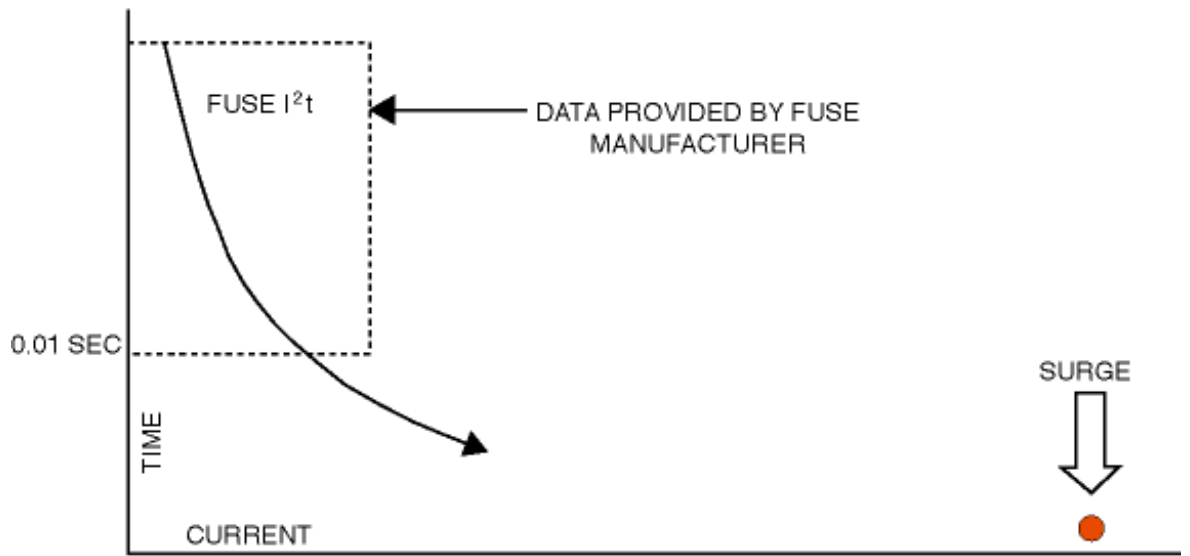 FUSE I²t
DATA PROVIDED BY FUSE
MANUFACTURER
0.01 SEC
SURGE
TIME
CURRENT